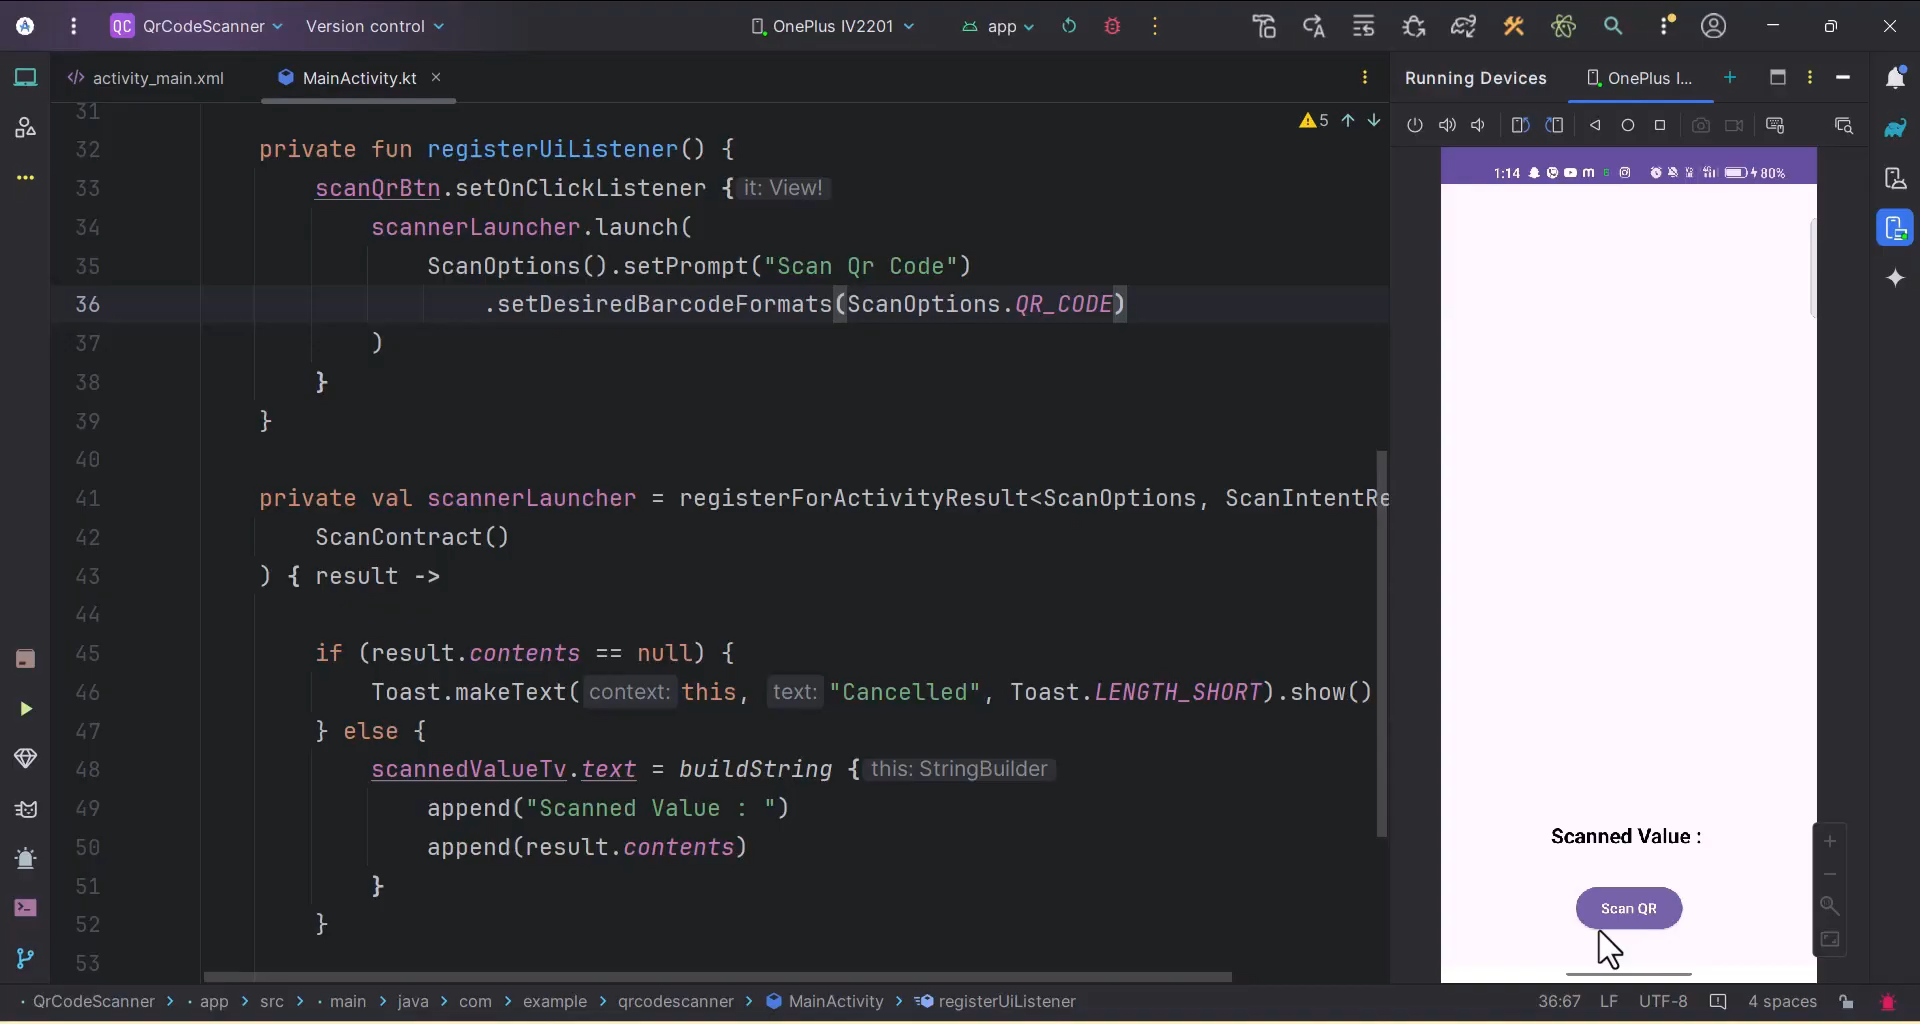 QC QrCodeScanner Version control OnePlus IV2201 app
activity_main.xml MainActivity.kt
Running Devices OnePlus I...
31
5
32 private fun registerUiListener() {
33 scanQrBtn.setOnClickListener { it: View!
34 scannerLauncher.launch(
35 ScanOptions().setPrompt("Scan Qr Code")
36 .setDesiredBarcodeFormats(ScanOptions.QR_CODE)
37 )
38 }
39 }
40
41 private val scannerLauncher = registerForActivityResult<ScanOptions, ScanIntentRe
42 ScanContract()
43 ) { result ->
44
45 if (result.contents == null) {
46 Toast.makeText( context: this, text: "Cancelled", Toast.LENGTH_SHORT).show()
47 } else {
48 scannedValueTv.text = buildString { this: StringBuilder
49 append("Scanned Value : ")
50 append(result.contents)
51 }
52 }
53
1:14 80%
Scanned Value :
Scan QR
QrCodeScanner > app > src > main > java > com > example > qrcodescanner > MainActivity > registerUiListener
36:67 LF UTF-8 4 spaces